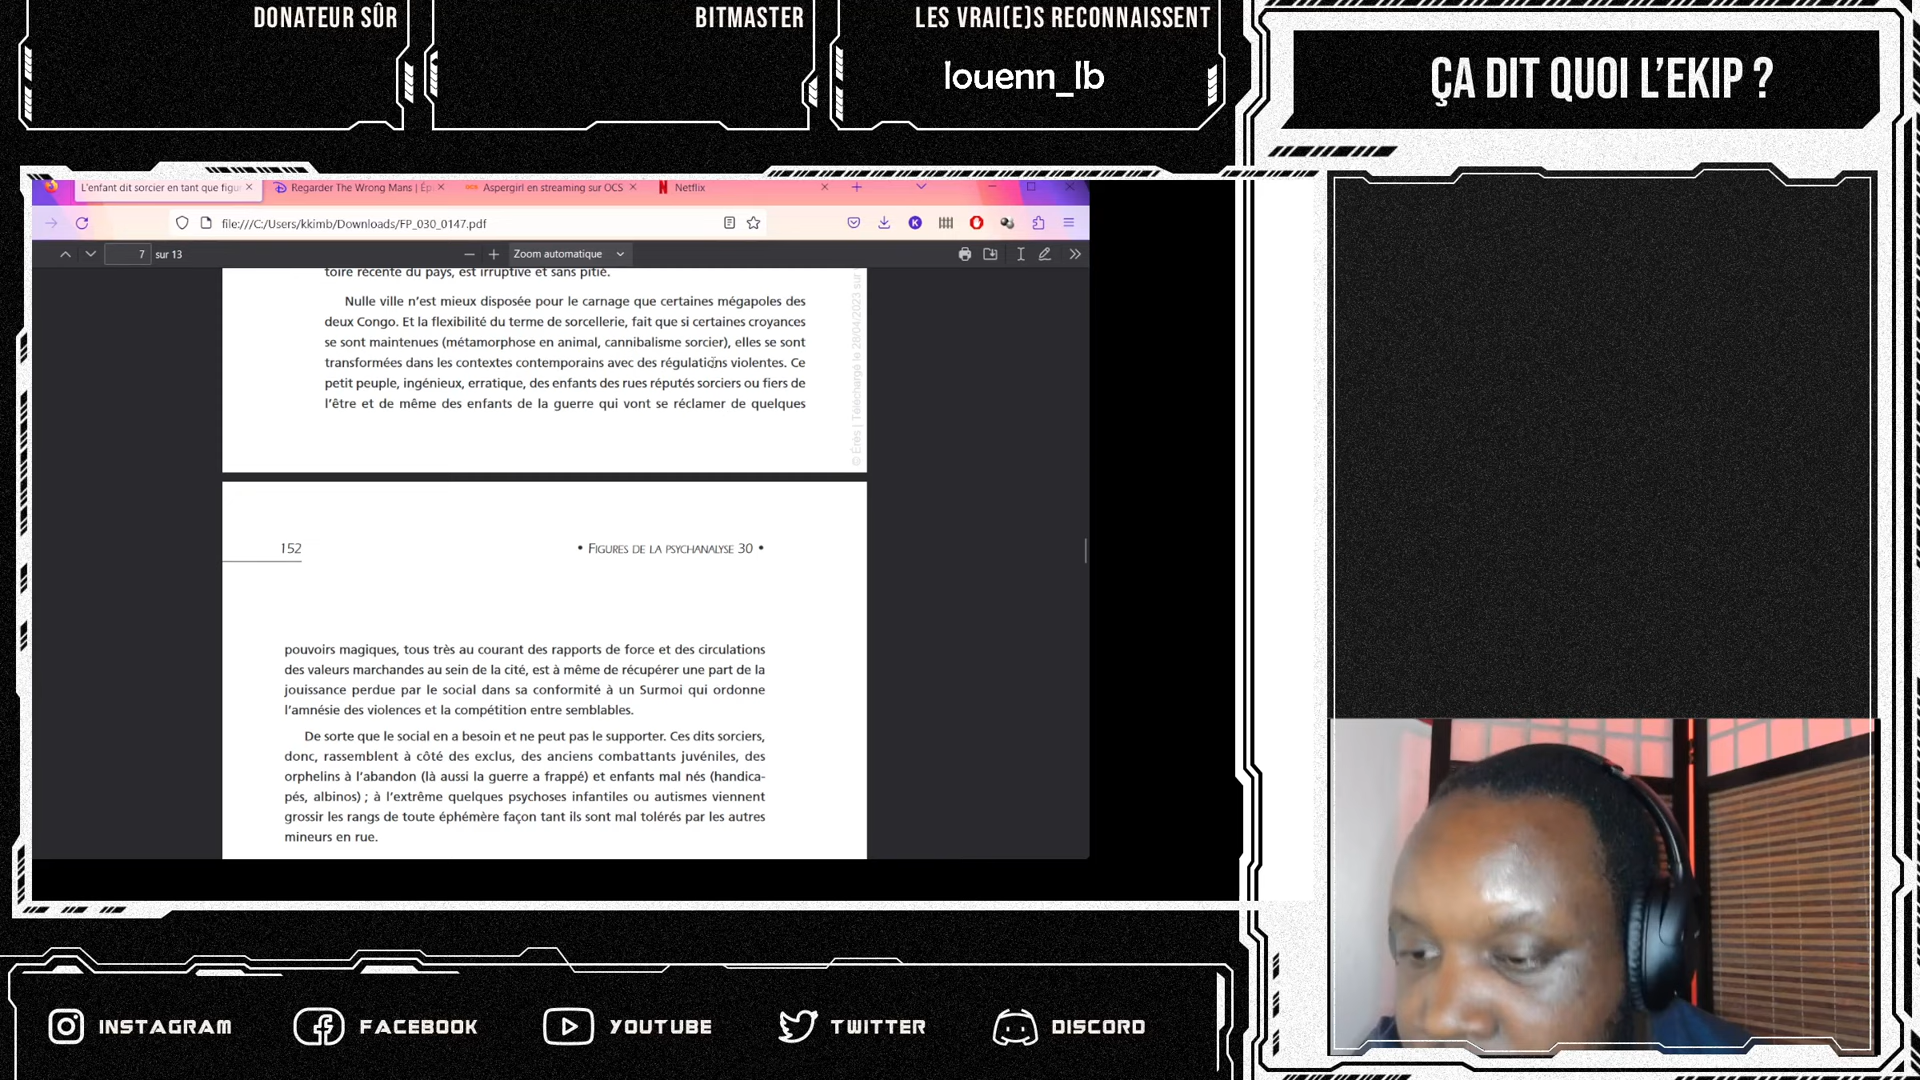 DONATEUR SÛR
BITMASTER
LES VRAI(E)S RECONNAISSENT
louenn_lb
ÇA DIT QUOI L'EKIP ?
L'enfant dit sorcier en tant que figu
Regarder The Wrong Mans | Ép
Aspergirl en streaming sur OCS
Netflix
file:///C:/Users/kkimb/Downloads/FP_030_0147.pdf
7 sur 13
Zoom automatique
toire récente du pays, est irruptive et sans pitié.
Nulle ville n'est mieux disposée pour le carnage que certaines mégapoles des
deux Congo. Et la flexibilité du terme de sorcellerie, fait que si certaines croyances
se sont maintenues (métamorphose en animal, cannibalisme sorcier), elles se sont
transformées dans les contextes contemporains avec des régulations violentes. Ce
petit peuple, ingénieux, erratique, des enfants des rues réputés sorciers ou fiers de
l'être et de même des enfants de la guerre qui vont se réclamer de quelques
© Érès | Téléchargé le 28/04/2023 sur
152
• FIGURES DE LA PSYCHANALYSE 30 •
pouvoirs magiques, tous très au courant des rapports de force et des circulations
des valeurs marchandes au sein de la cité, est à même de récupérer une part de la
jouissance perdue par le social dans sa conformité à un Surmoi qui ordonne
l'amnésie des violences et la compétition entre semblables.
De sorte que le social en a besoin et ne peut pas le supporter. Ces dits sorciers,
donc, rassemblent à côté des exclus, des anciens combattants juvéniles, des
orphelins à l'abandon (là aussi la guerre a frappé) et enfants mal nés (handica-
pés, albinos) ; à l'extrême quelques psychoses infantiles ou autismes viennent
grossir les rangs de toute éphémère façon tant ils sont mal tolérés par les autres
mineurs en rue.
INSTAGRAM
FACEBOOK
YOUTUBE
TWITTER
DISCORD